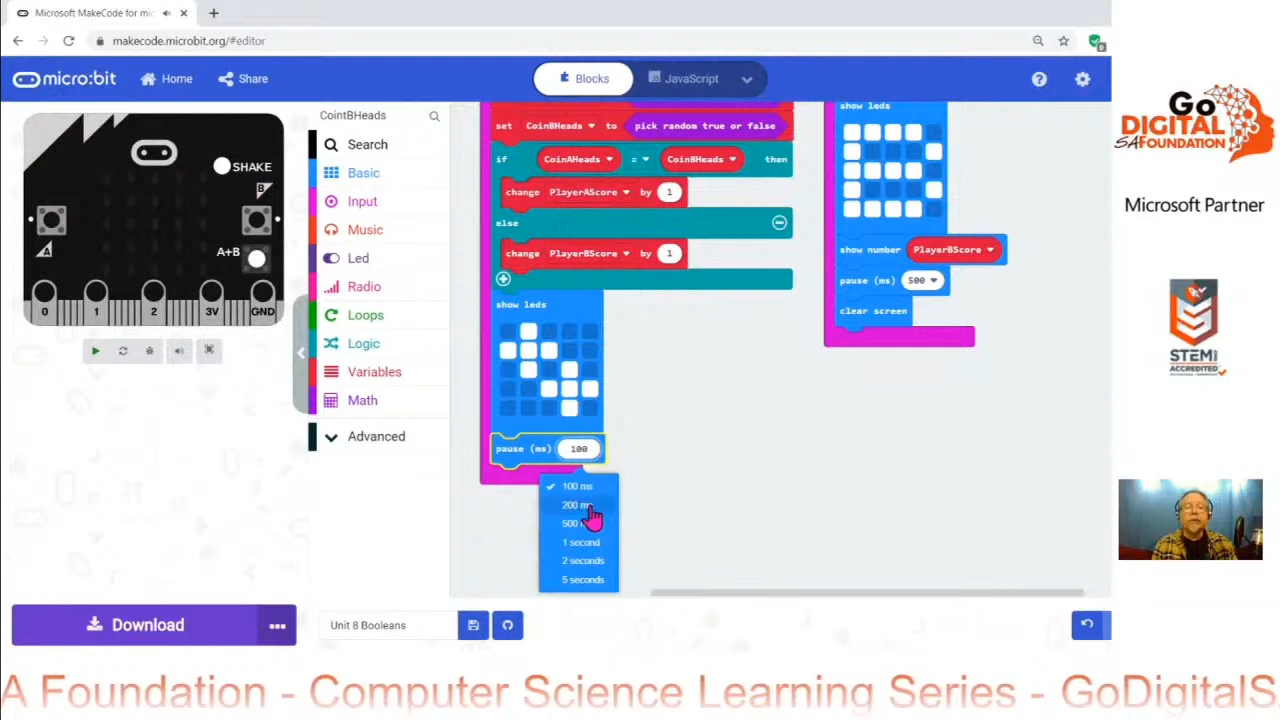 Microsoft MakeCode for mic
makecode.microbit.org/#editor
micro:bit
Home
Share
Blocks
JavaScript
SHAKE
B
A+B
A
0
1
2
3V
GND
Download
CointBHeads
Search
Basic
Input
Music
Led
Radio
Loops
Logic
Variables
Math
Advanced
Unit 8 Booleans
set CoinBHeads to pick random true or false
if CoinAHeads = CoinBHeads then
change PlayerAScore by 1
else
change PlayerBScore by 1
show leds
pause (ms) 100
100 ms
200 ms
500
1 second
2 seconds
5 seconds
show leds
show number PlayerBScore
pause (ms) 500
clear screen
Go
DIGITAL
SA FOUNDATION
Microsoft Partner
STEM.org
ACCREDITED
A Foundation - Computer Science Learning Series - GoDigitalS